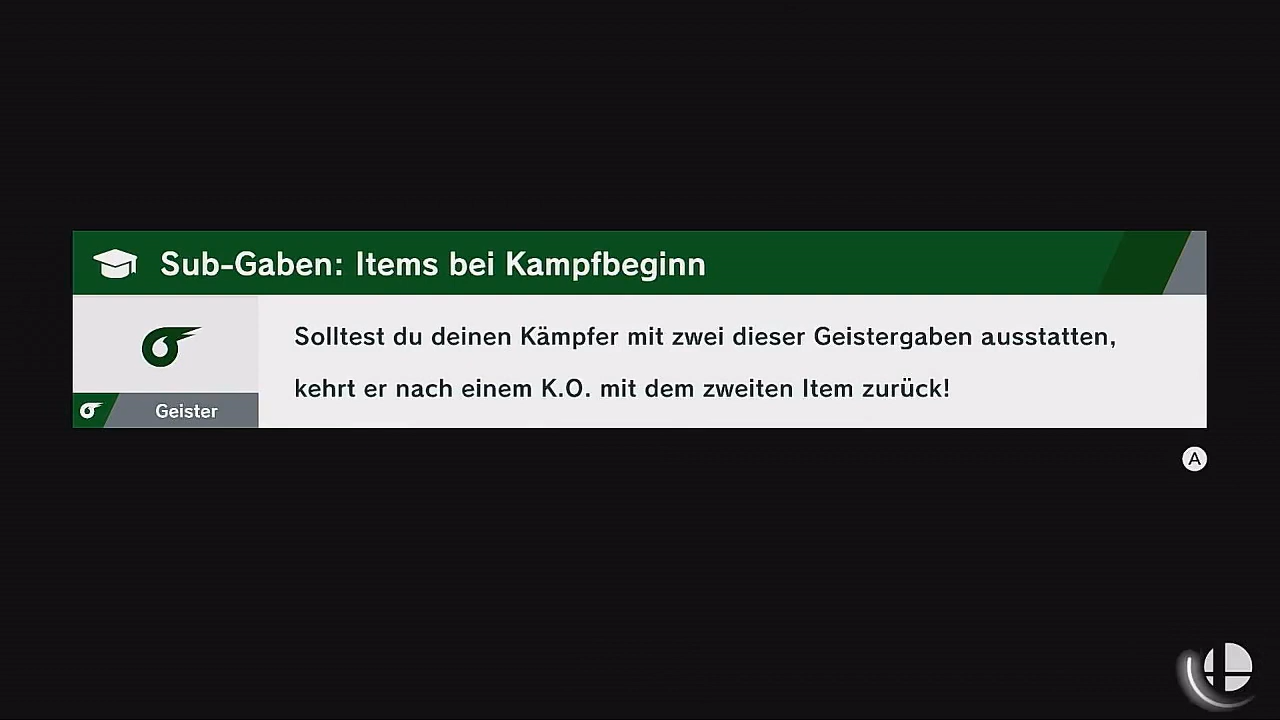 Sub-Gaben: Items bei Kampfbeginn
Solltest du deinen Kämpfer mit zwei dieser Geistergaben ausstatten,
kehrt er nach einem K.O. mit dem zweiten Item zurück!
Geister
A